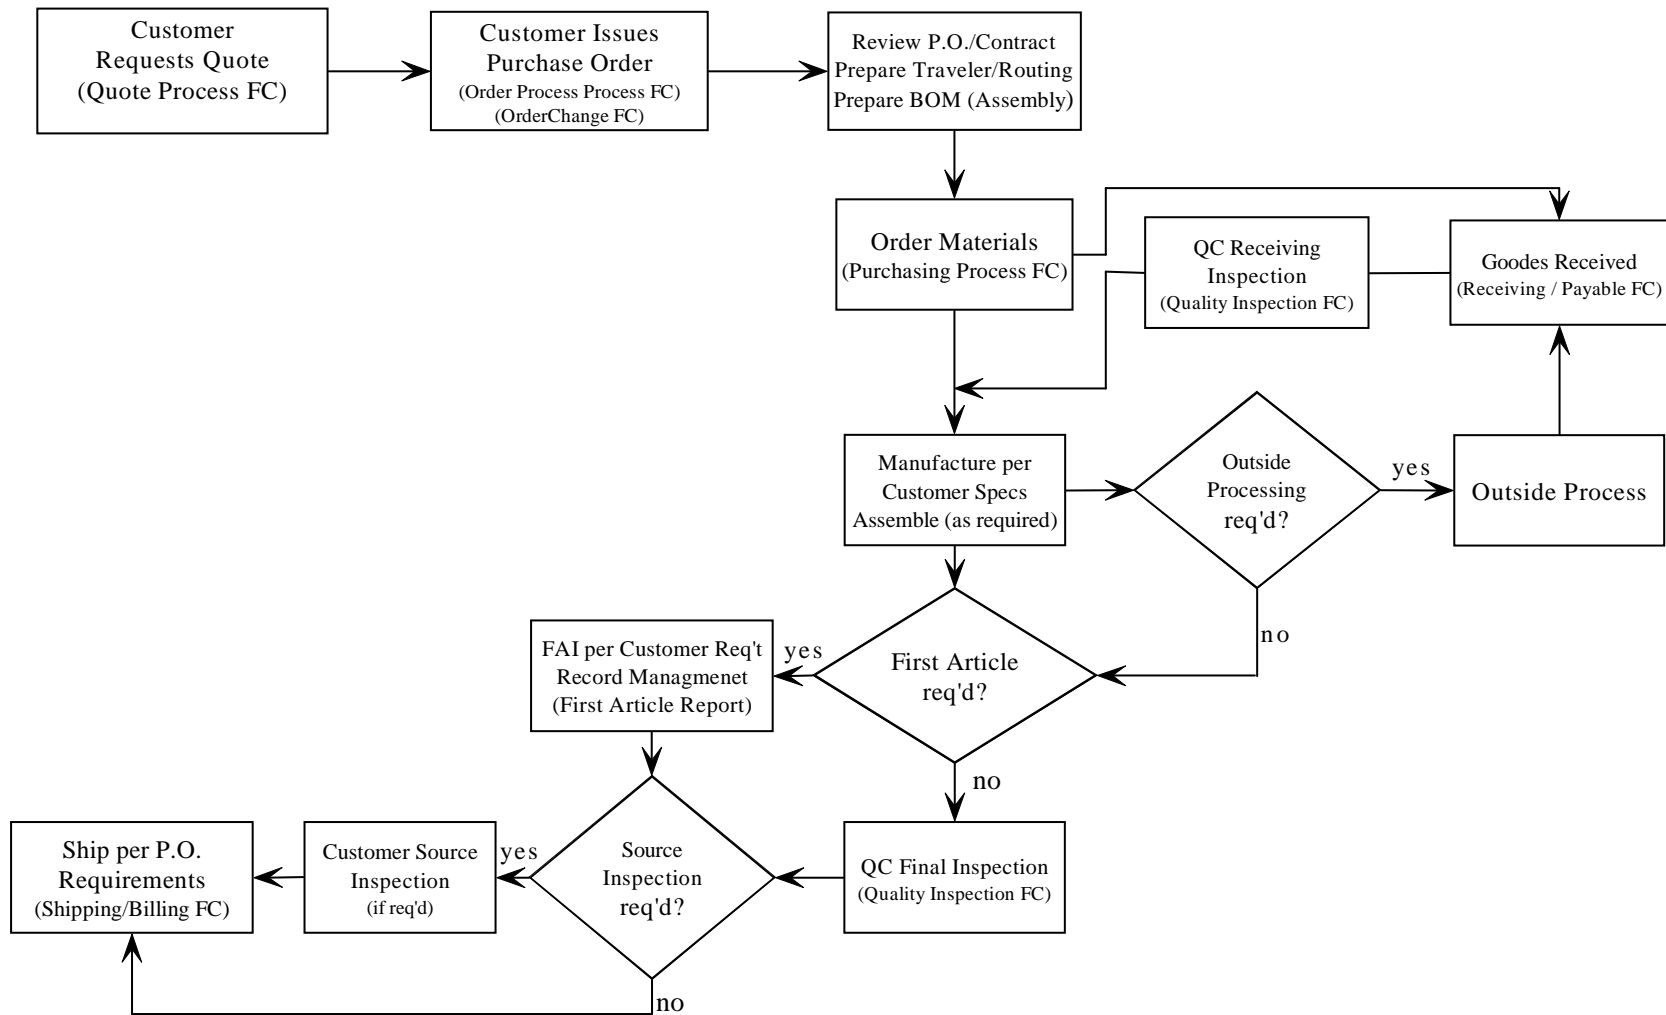 Customer
Requests Quote
(Quote Process FC)
Customer Issues
Purchase Order
(Order Process Process FC)
(OrderChange FC)
Review P.O./Contract
Prepare Traveler/Routing
Prepare BOM (Assembly)
Order Materials
(Purchasing Process FC)
QC Receiving
Inspection
(Quality Inspection FC)
Goodes Received
(Receiving / Payable FC)
Manufacture per
Customer Specs
Assemble (as required)
Outside
Processing
req'd?
yes
Outside Process
no
First Article
req'd?
yes
FAI per Customer Req't
Record Managmenet
(First Article Report)
no
QC Final Inspection
(Quality Inspection FC)
Source
Inspection
req'd?
yes
Customer Source
Inspection
(if req'd)
Ship per P.O.
Requirements
(Shipping/Billing FC)
no